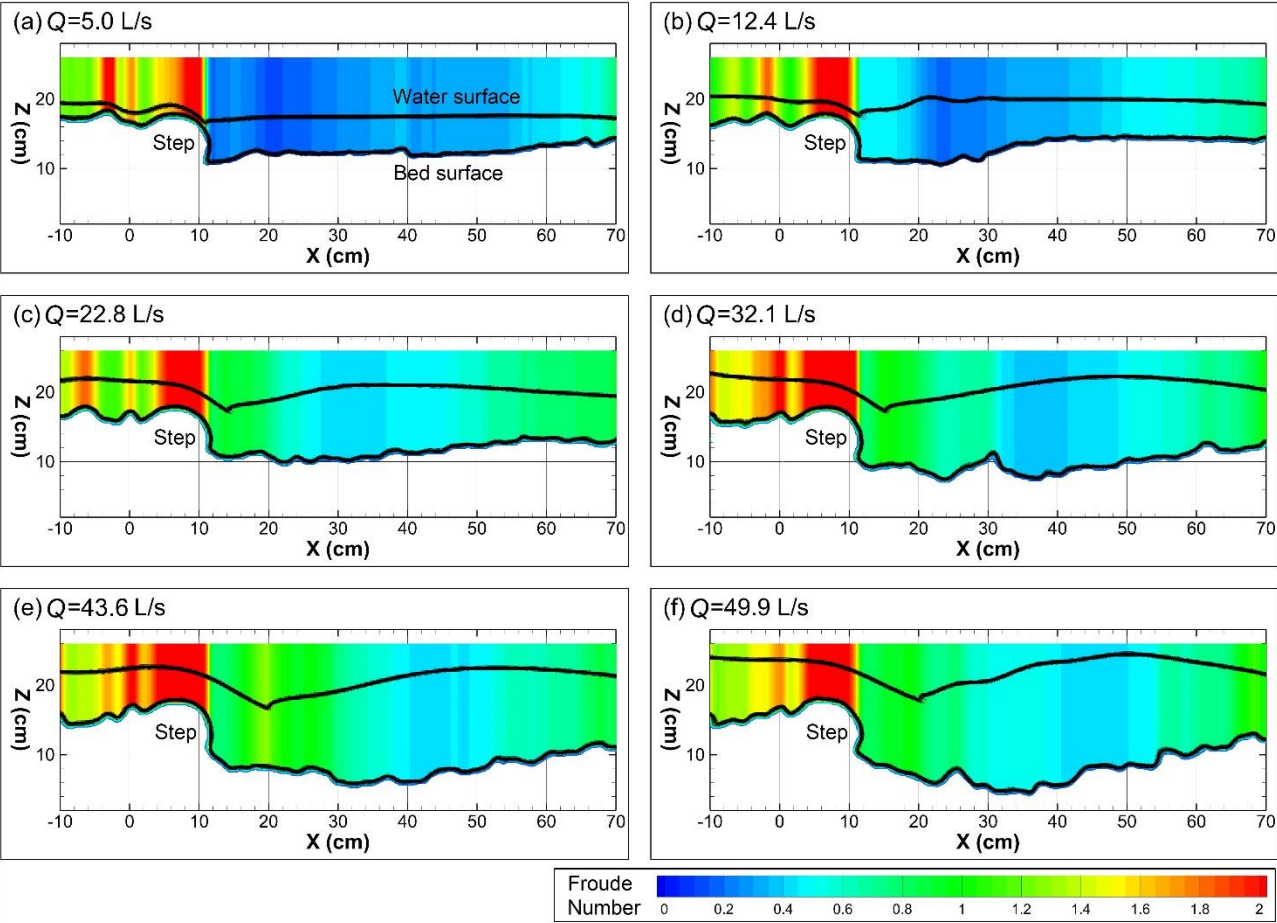 (a) Q=5.0 L/s
Z (cm)
20
10
Water surface
Step
Bed surface
-10 0 10 20 30 40 50 60 70
X (cm)
(b) Q=12.4 L/s
Z (cm)
20
10
Step
-10 0 10 20 30 40 50 60 70
X (cm)
(c) Q=22.8 L/s
Z (cm)
20
10
Step
-10 0 10 20 30 40 50 60 70
X (cm)
(d) Q=32.1 L/s
Z (cm)
20
10
Step
-10 0 10 20 30 40 50 60 70
X (cm)
(e) Q=43.6 L/s
Z (cm)
20
10
Step
-10 0 10 20 30 40 50 60 70
X (cm)
(f) Q=49.9 L/s
Z (cm)
20
10
Step
-10 0 10 20 30 40 50 60 70
X (cm)
Froude
Number
0 0.2 0.4 0.6 0.8 1 1.2 1.4 1.6 1.8 2